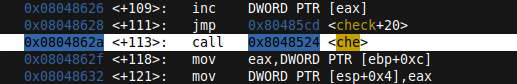 0x08048626 <+109>: inc DWORD PTR [eax]
0x08048628 <+111>: jmp 0x80485cd <check+20>
0x0804862a <+113>: call 0x8048524 <che>
0x0804862f <+118>: mov eax,DWORD PTR [ebp+0xc]
0x08048632 <+121>: mov DWORD PTR [esp+0x4],eax